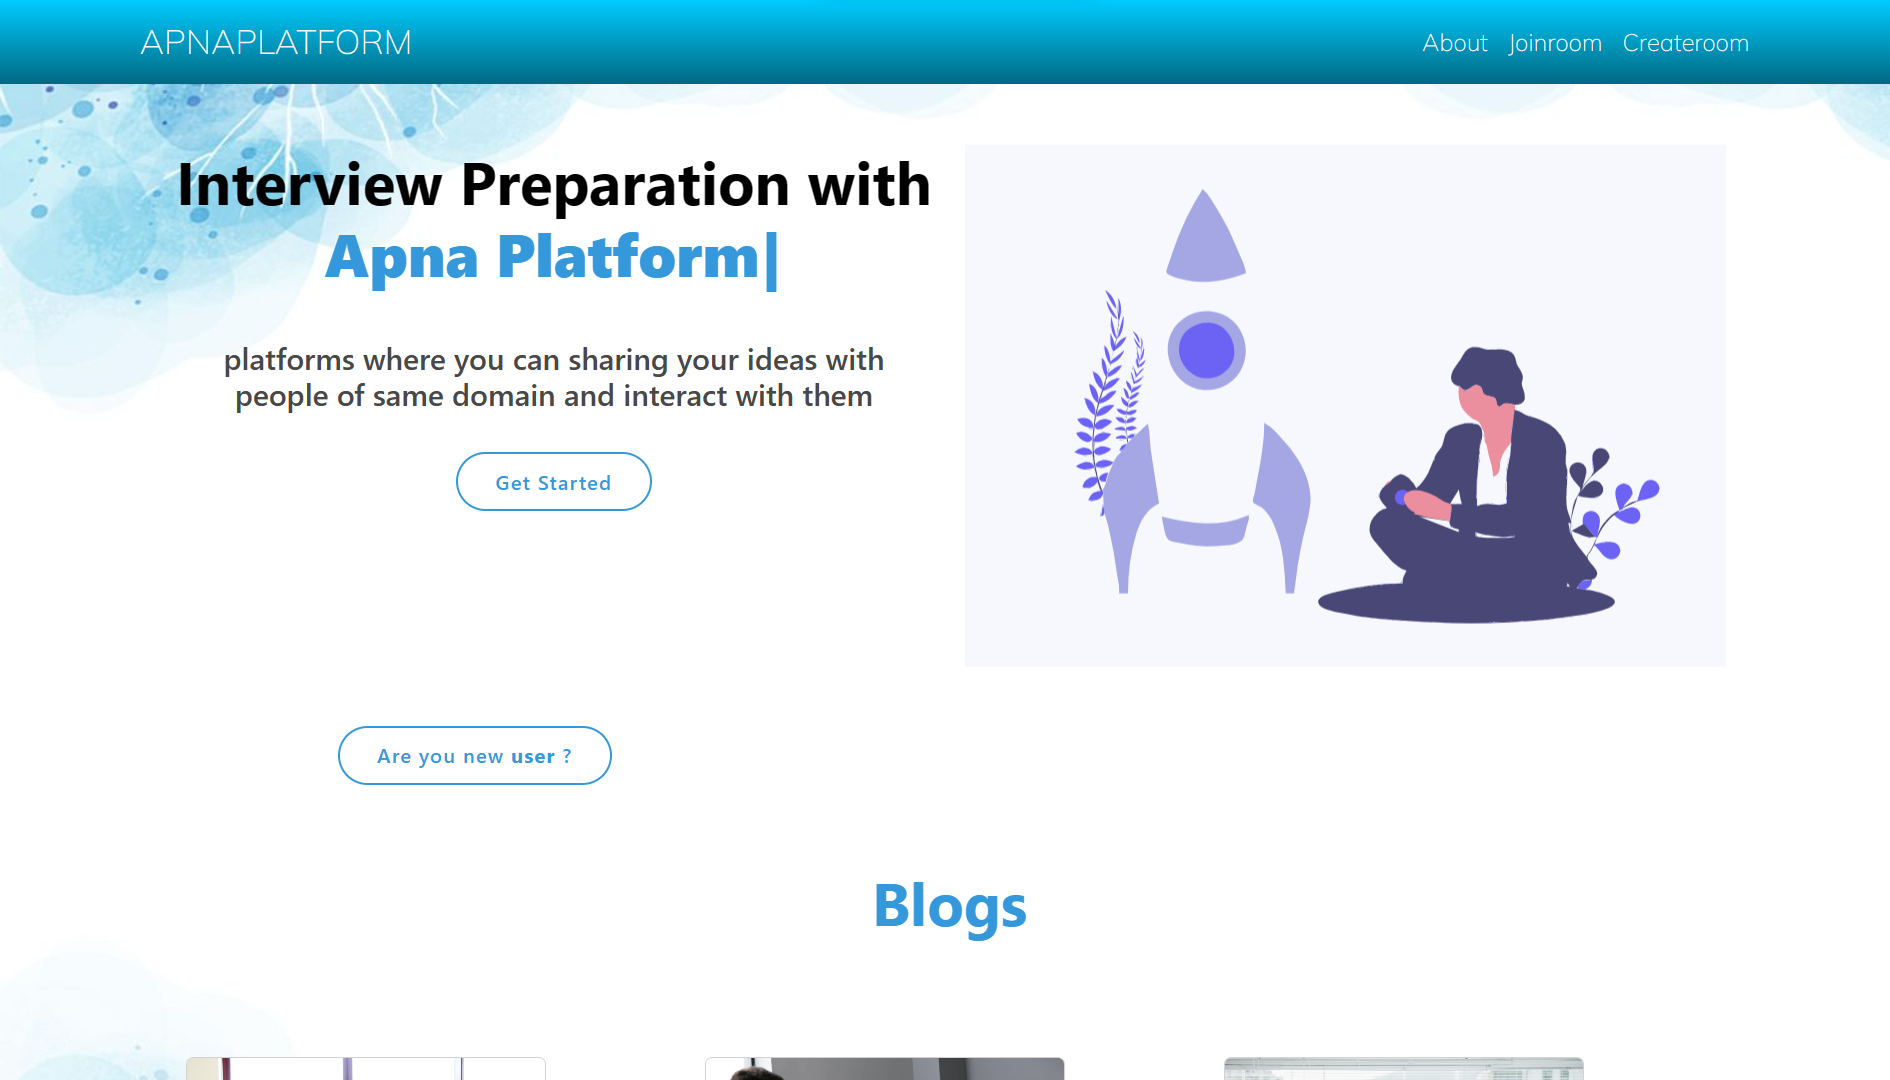 APNAPLATFORM
About Joinroom Createroom
Interview Preparation with
Apna Platform|
platforms where you can sharing your ideas with
people of same domain and interact with them
Get Started
Are you new user ?
Blogs